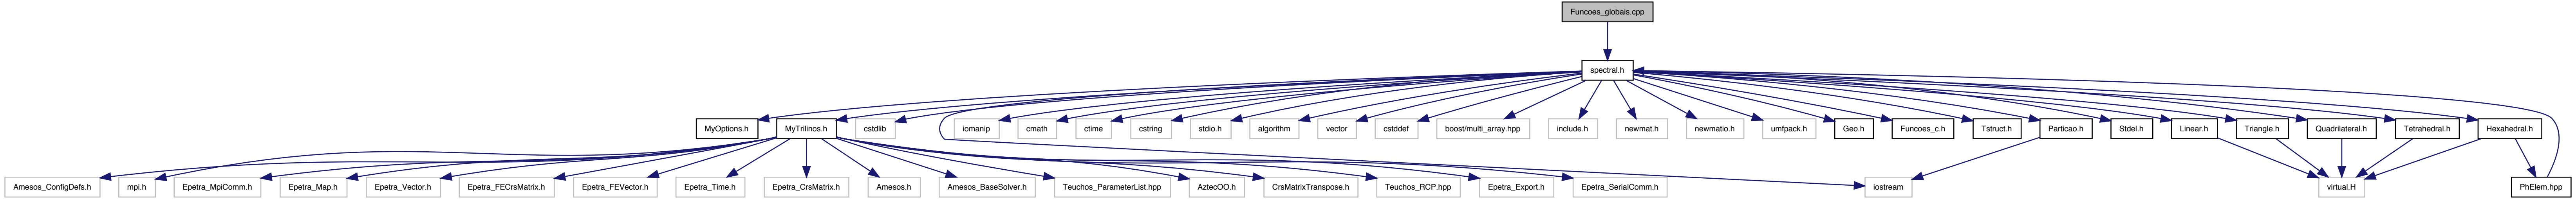 Funcoes_globais.cpp
spectral.h
MyOptions.h
MyTrilinos.h
cstdlib
iomanip
cmath
ctime
cstring
stdio.h
algorithm
vector
cstddef
boost/multi_array.hpp
include.h
newmat.h
newmatio.h
umfpack.h
Geo.h
Funcoes_c.h
Tstruct.h
Particao.h
Stdel.h
Linear.h
Triangle.h
Quadrilateral.h
Tetrahedral.h
Hexahedral.h
Amesos_ConfigDefs.h
mpi.h
Epetra_MpiComm.h
Epetra_Map.h
Epetra_Vector.h
Epetra_FECrsMatrix.h
Epetra_FEVector.h
Epetra_Time.h
Epetra_CrsMatrix.h
Amesos.h
Amesos_BaseSolver.h
Teuchos_ParameterList.hpp
AztecOO.h
CrsMatrixTranspose.h
Teuchos_RCP.hpp
Epetra_Export.h
Epetra_SerialComm.h
iostream
virtual.H
PhElem.hpp